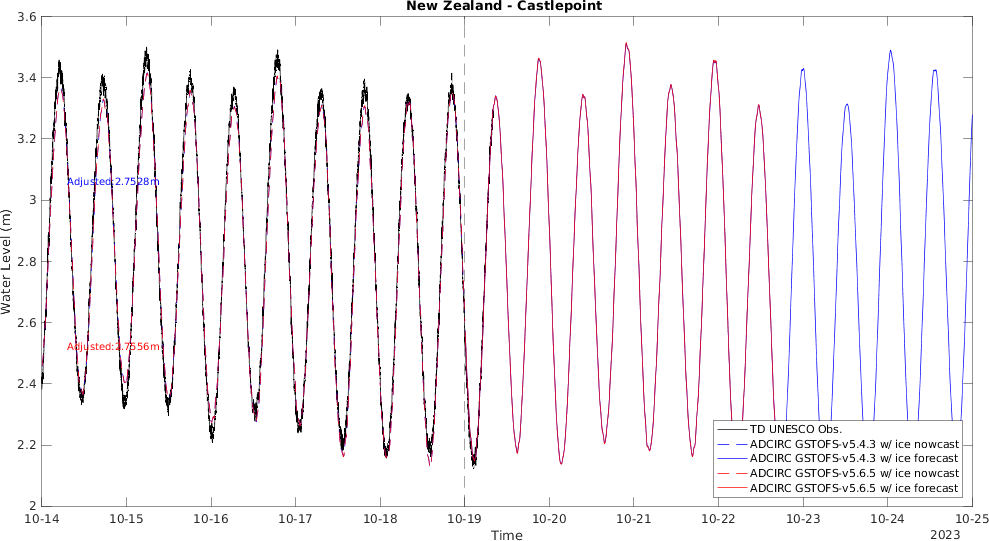 New Zealand - Castlepoint
Water Level (m)
3.6
3.4
3.2
3
2.8
2.6
2.4
2.2
2
Adjusted:2.7528m
Adjusted:2.7556m
TD UNESCO Obs.
ADCIRC GSTOFS-v5.4.3 w/ ice nowcast
ADCIRC GSTOFS-v5.4.3 w/ ice forecast
ADCIRC GSTOFS-v5.6.5 w/ ice nowcast
ADCIRC GSTOFS-v5.6.5 w/ ice forecast
10-14 10-15 10-16 10-17 10-18 10-19 10-20 10-21 10-22 10-23 10-24 10-25
Time
2023